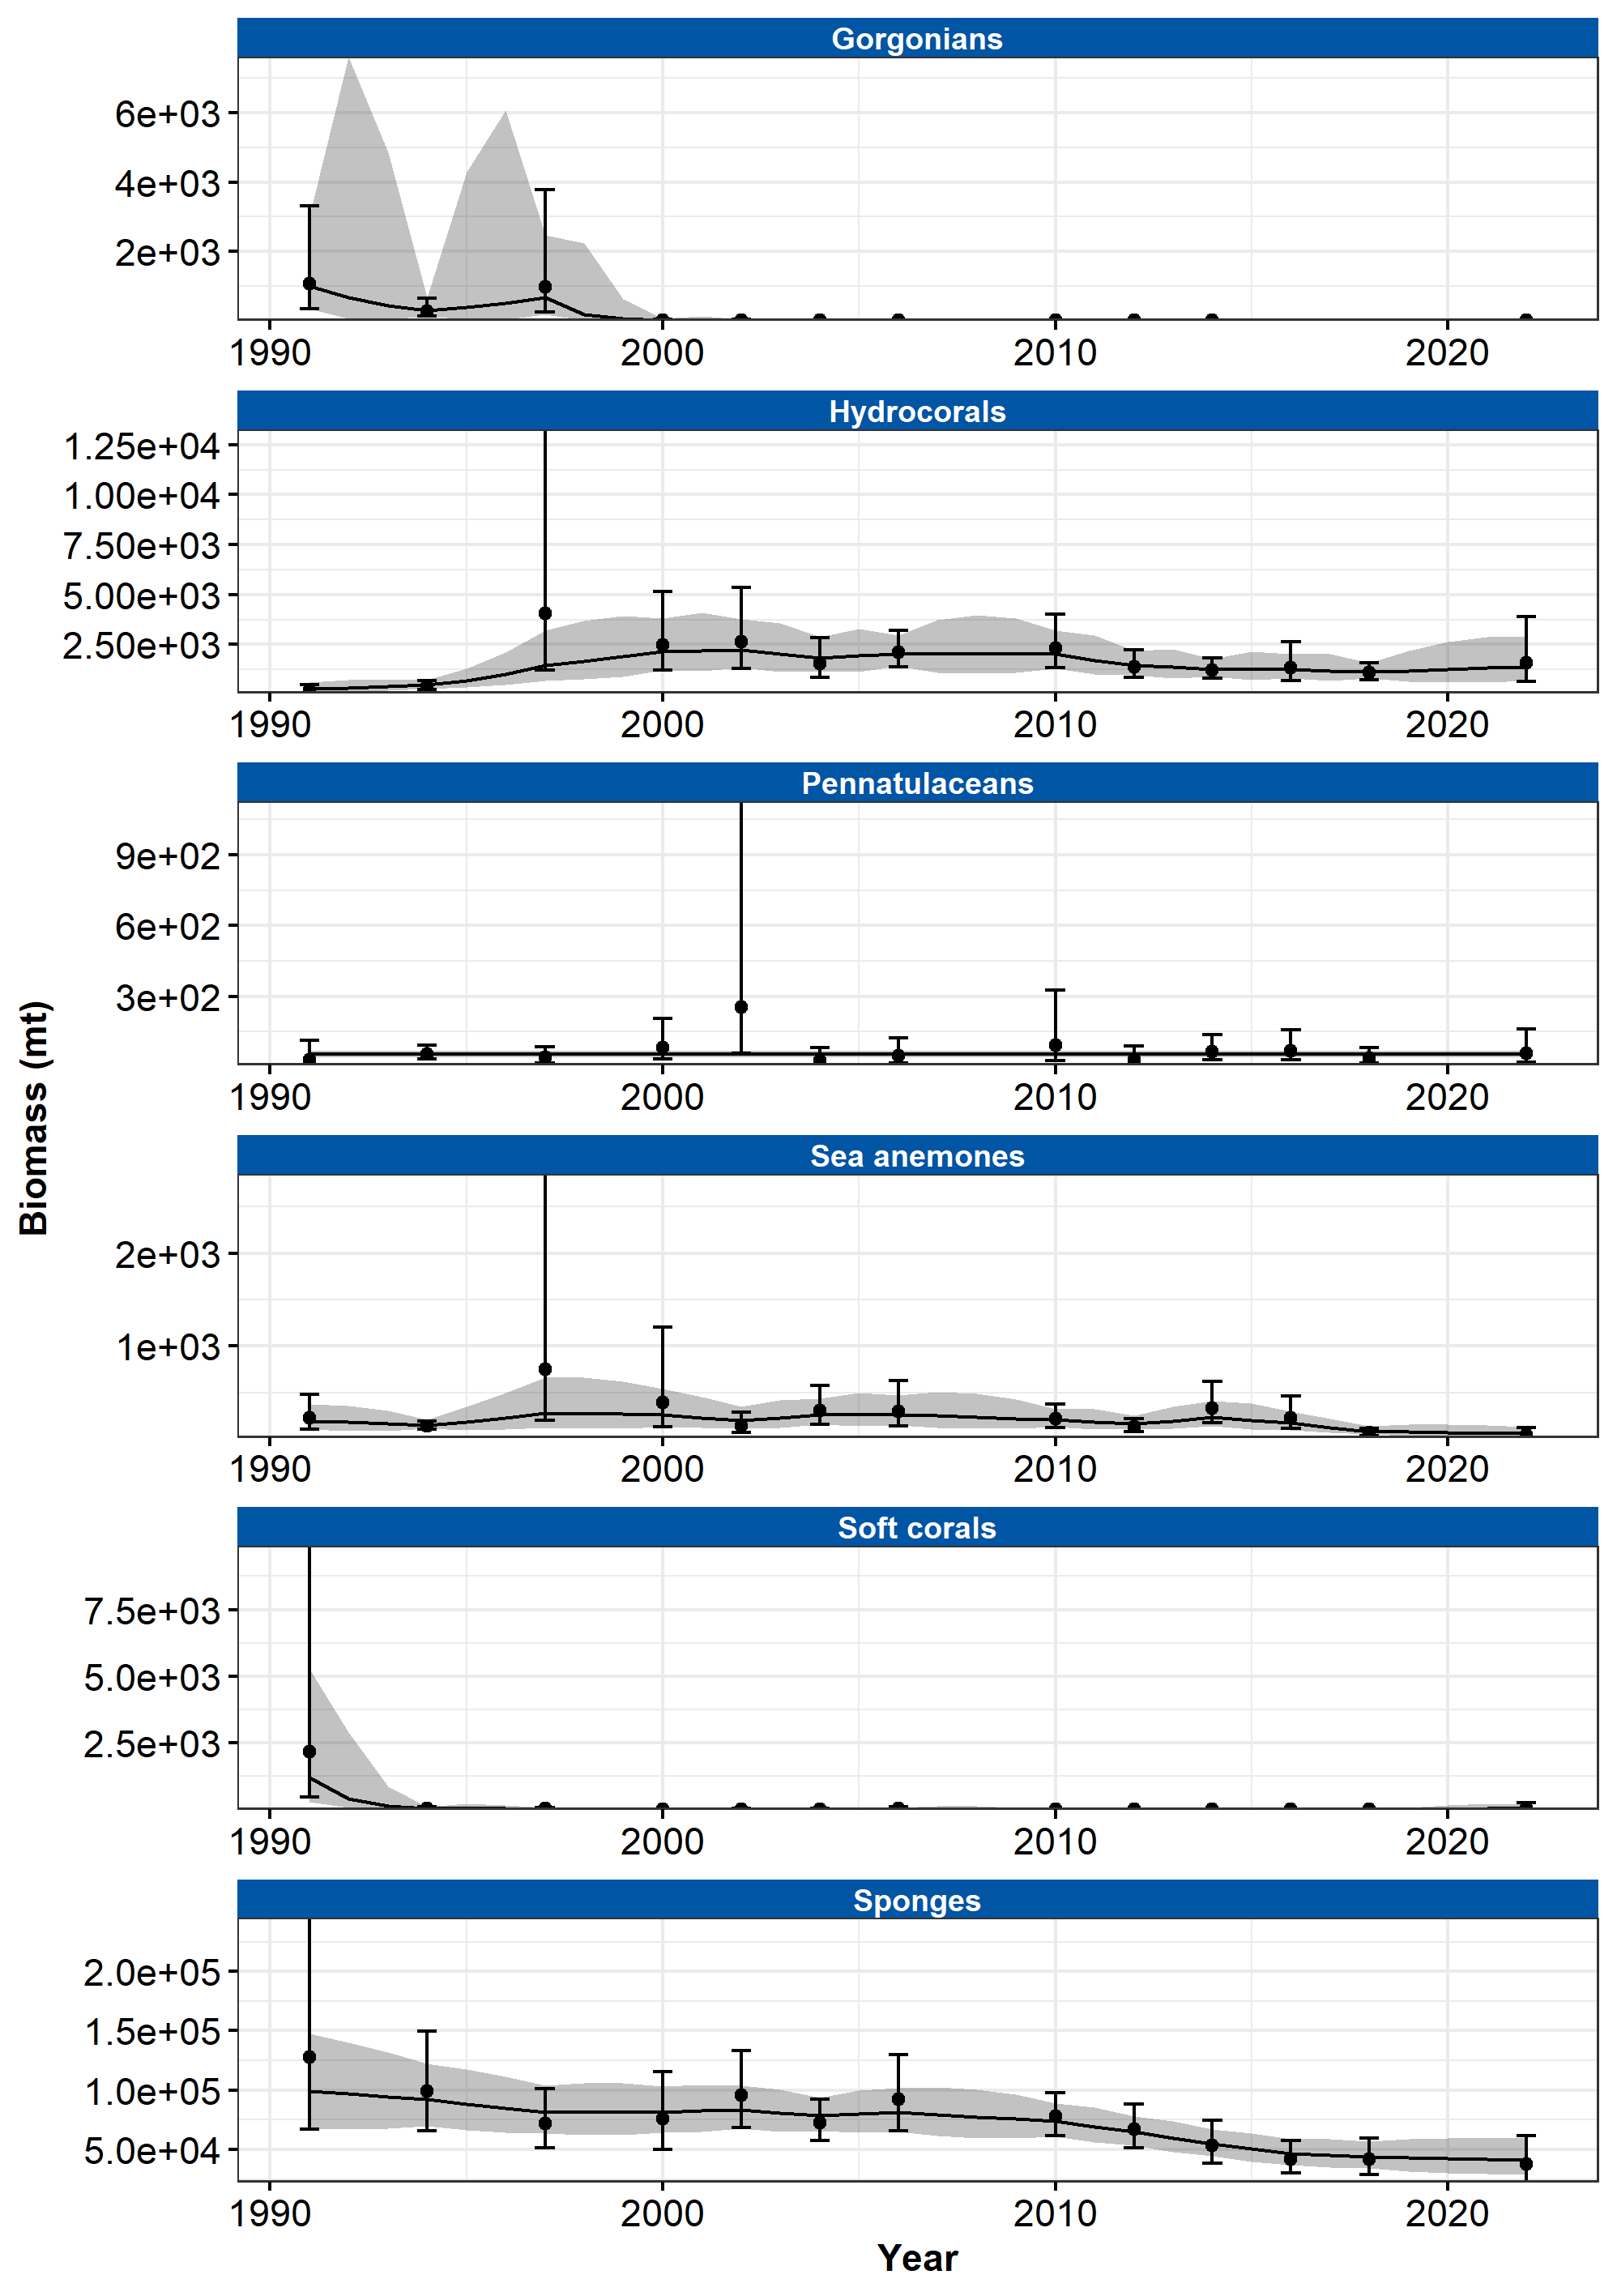 Gorgonians
6e+03
4e+03
2e+03
1990 2000 2010 2020
Hydrocorals
1.25e+04
1.00e+04
7.50e+03
5.00e+03
2.50e+03
1990 2000 2010 2020
Pennatulaceans
9e+02
6e+02
3e+02
1990 2000 2010 2020
Sea anemones
2e+03
1e+03
1990 2000 2010 2020
Soft corals
7.5e+03
5.0e+03
2.5e+03
1990 2000 2010 2020
Sponges
2.0e+05
1.5e+05
1.0e+05
5.0e+04
1990 2000 2010 2020
Biomass (mt)
Year